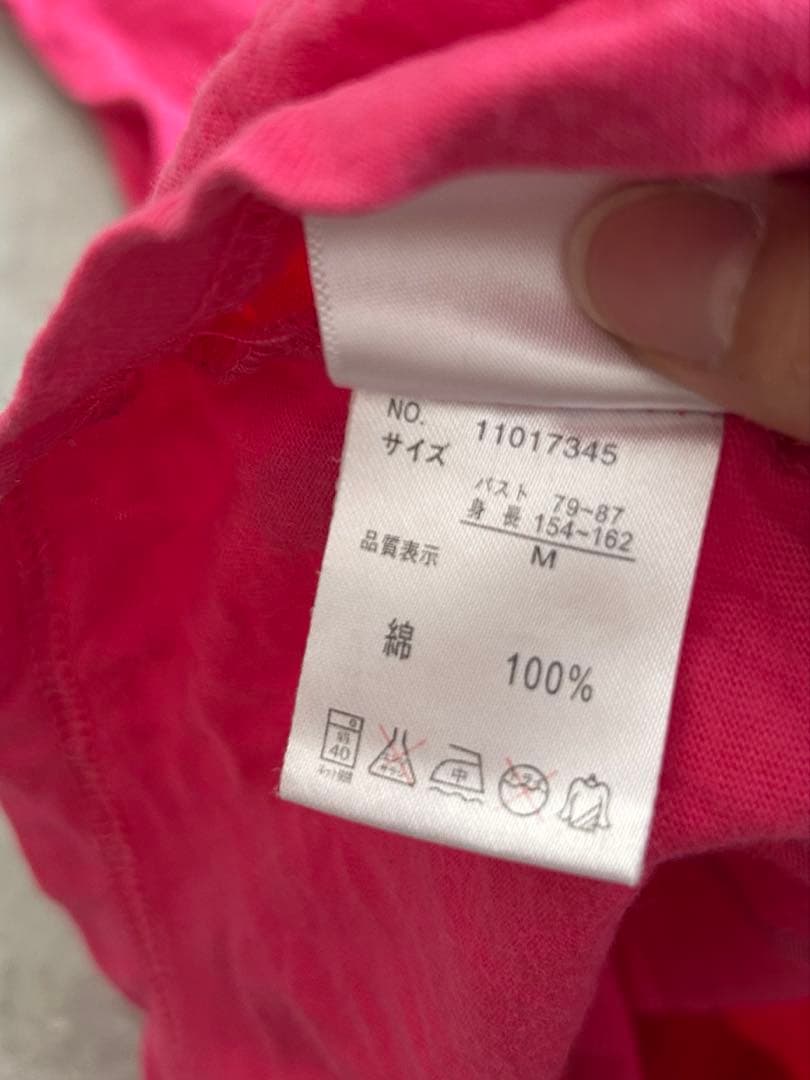 NO. 11017345
サイズ
バスト 79~87
身長 154~162
M
品質表示
綿 100%
弱
40
中